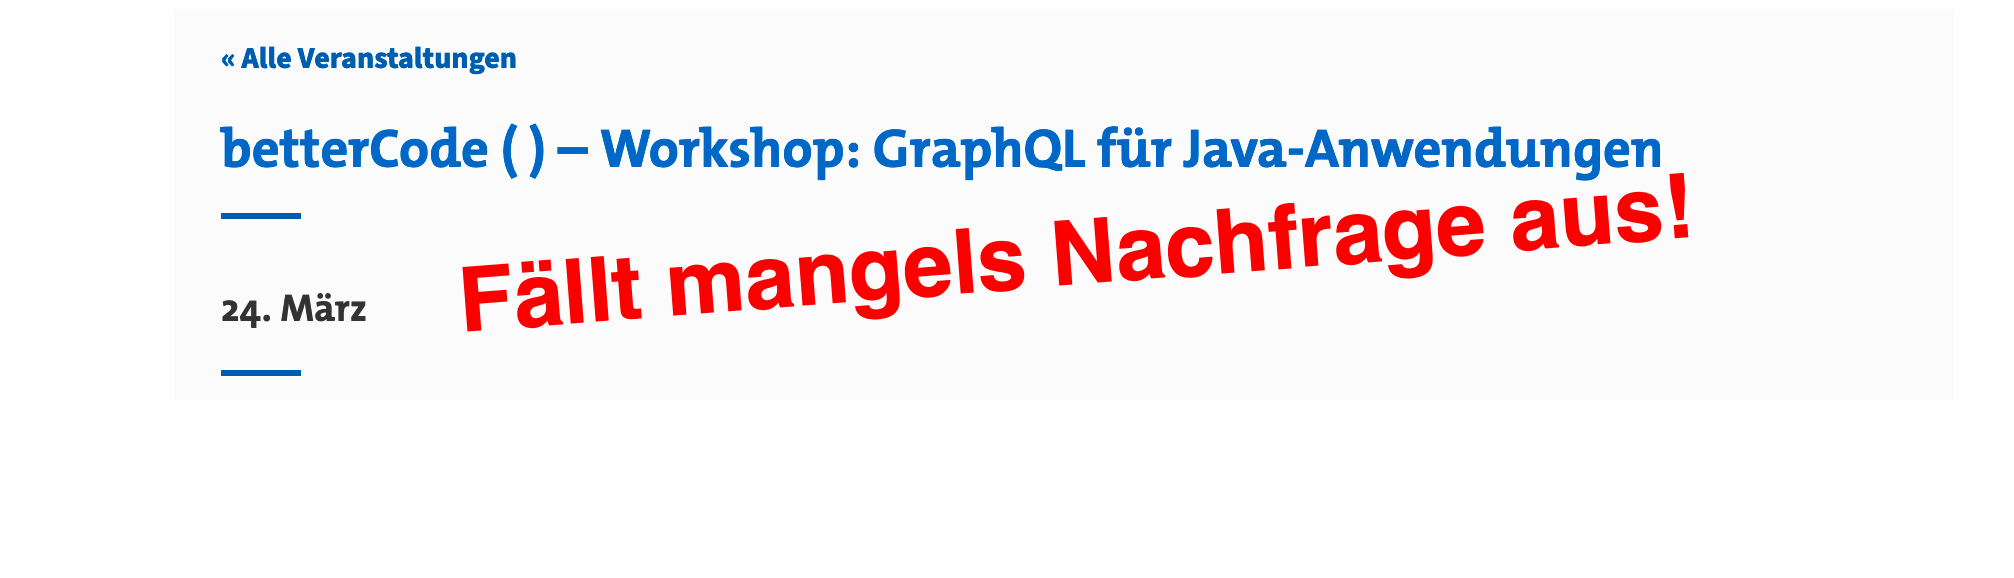 « Alle Veranstaltungen
betterCode ( ) – Workshop: GraphQL für Java-Anwendungen
Fällt mangels Nachfrage aus!
24. März